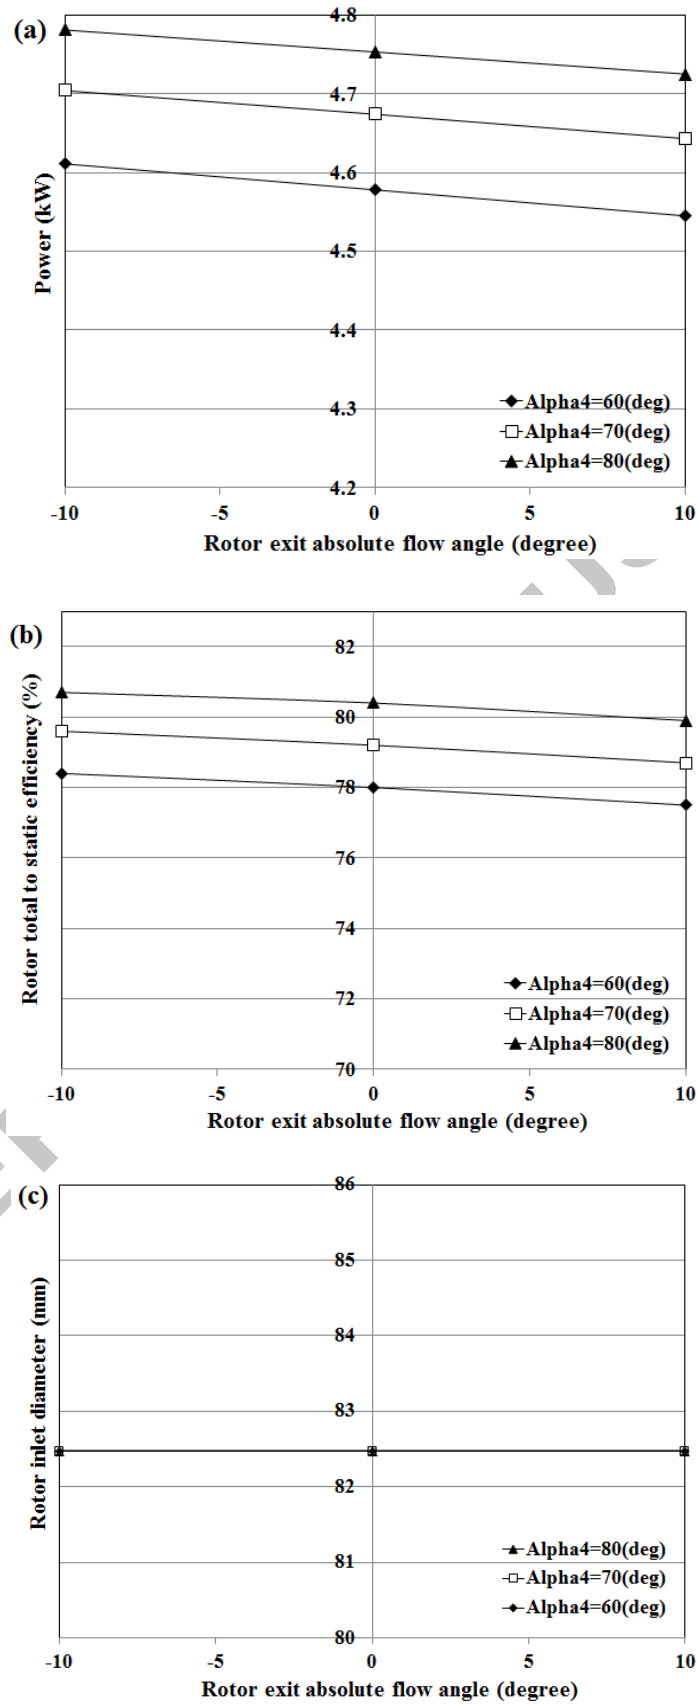 (a)
4.8
4.7
4.6
4.5
4.4
4.3
4.2
Power (kW)
Alpha4=60(deg)
Alpha4=70(deg)
Alpha4=80(deg)
-10 -5 0 5 10
Rotor exit absolute flow angle (degree)
(b)
82
80
78
76
74
72
70
Rotor total to static efficiency (%)
Alpha4=60(deg)
Alpha4=70(deg)
Alpha4=80(deg)
-10 -5 0 5 10
Rotor exit absolute flow angle (degree)
(c)
86
85
84
83
82
81
80
Rotor inlet diameter (mm)
Alpha4=80(deg)
Alpha4=70(deg)
Alpha4=60(deg)
-10 -5 0 5 10
Rotor exit absolute flow angle (degree)